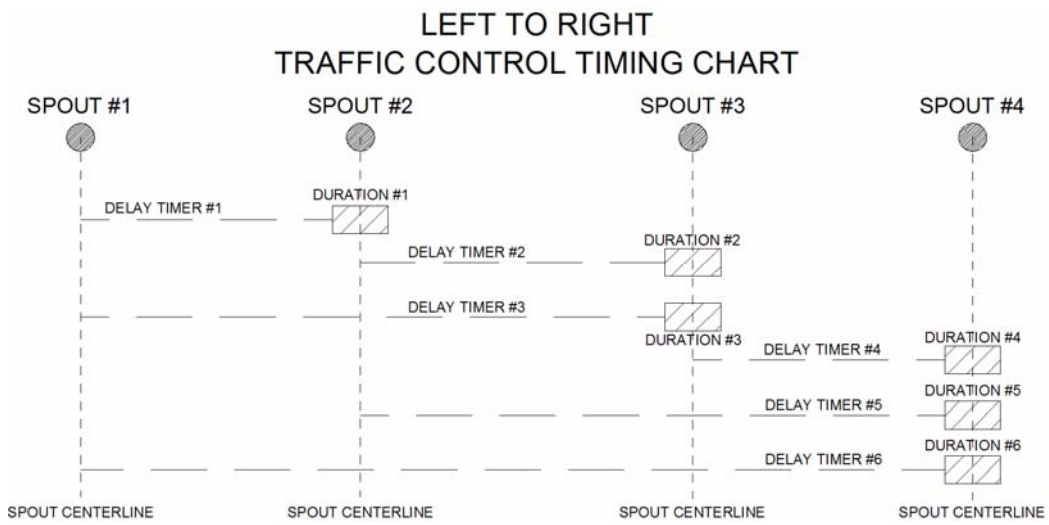 LEFT TO RIGHT
TRAFFIC CONTROL TIMING CHART
SPOUT #1 SPOUT #2 SPOUT #3 SPOUT #4
DURATION #1
DELAY TIMER #1
DURATION #2
DELAY TIMER #2
DELAY TIMER #3
DURATION #3
DURATION #4
DELAY TIMER #4
DURATION #5
DELAY TIMER #5
DURATION #6
DELAY TIMER #6
SPOUT CENTERLINE SPOUT CENTERLINE SPOUT CENTERLINE SPOUT CENTERLINE